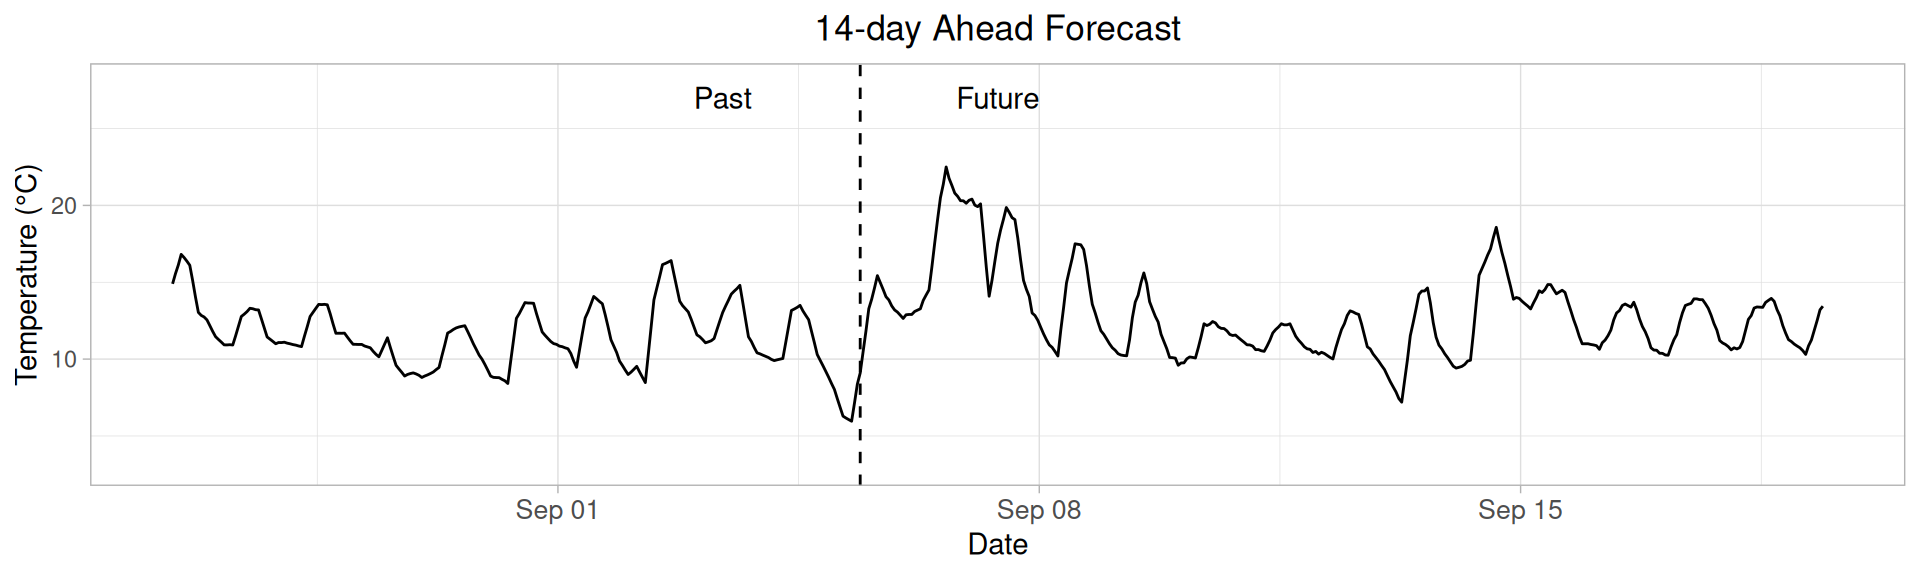 14-day Ahead Forecast
Past
Future
Temperature (°C)
20
10
Sep 01
Sep 08
Sep 15
Date